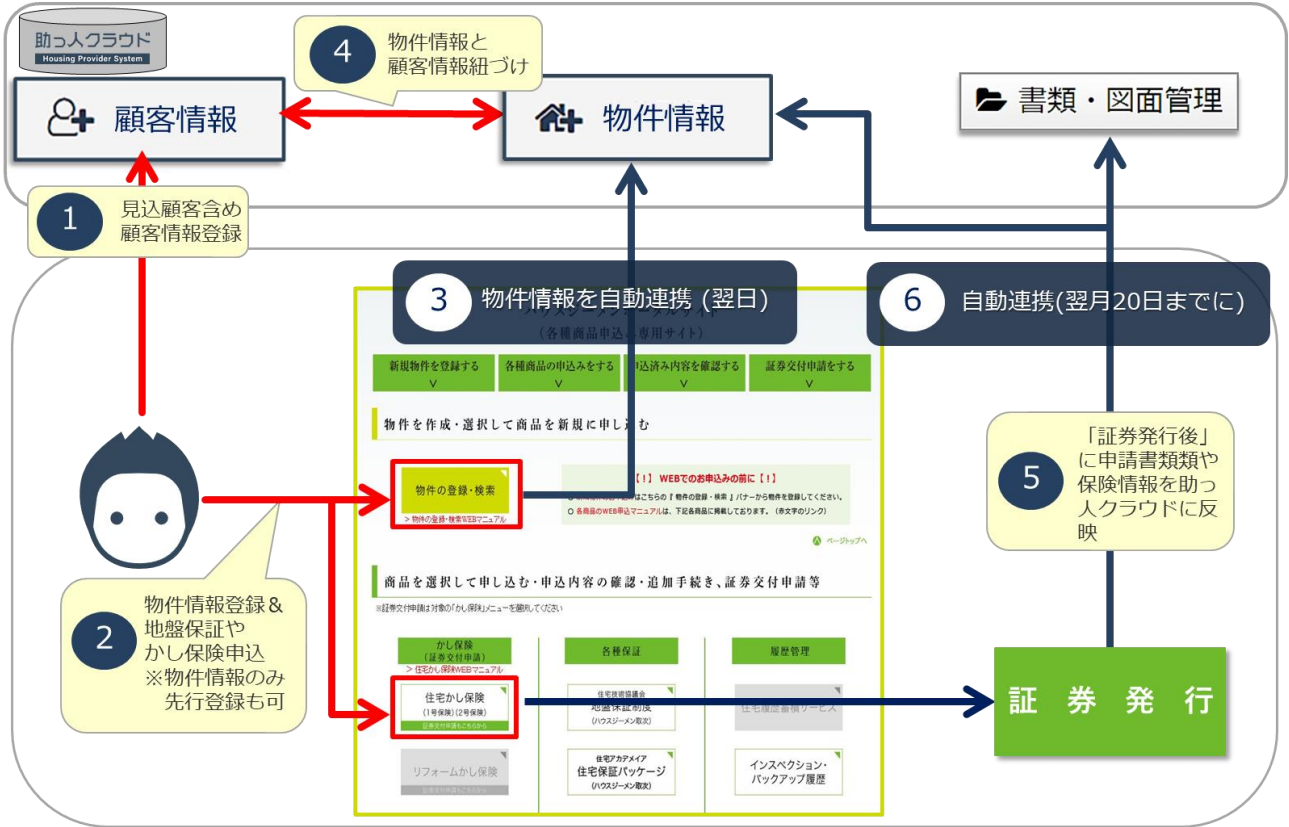 助っ人クラウド
Housing Provider System
4
物件情報と
顧客情報紐づけ
顧客情報
物件情報
書類・図面管理
1
見込顧客含め
顧客情報登録
3
物件情報を自動連携 (翌日)
6
自動連携(翌月20日までに)
(各種商品申込
専用サイト)
新規物件を登録する
各種商品の申込みをする
申込済み内容を確認する
証券交付申請をする
物件を作成・選択して商品を新規に申し込む
物件の登録・検索
> 物件の登録・検索WEBマニュアル
【!】 WEBでのお申込みの前に【!】
はこちらの『 物件の登録・検索 』バナーから物件を登録してください。
○ 各商品のWEB申込マニュアルは、下記各商品に掲載しております。（赤文字のリンク）
ページトップへ
5
「証券発行後」
に申請書類類や
保険情報を助っ
人クラウドに反
映
2
物件情報登録＆
地盤保証や
かし保険申込
※物件情報のみ
先行登録も可
商品を選択して申し込む・申込内容の確認・追加手続き、証券交付申請等
※証券交付申請は対象の「かし保険」メニューを選択してください
かし保険
(証券交付申請)
> 住宅かし保険WEBマニュアル
各種保証
履歴管理
住宅かし保険
(1号保険)(2号保険)
証券交付申請もこちらから
住宅技術協議会
地盤保証制度
(ハウスジーメン取次)
住宅履歴蓄積サービス
証券発行
リフォームかし保険
証券交付申請もこちらから
住宅アカデメイア
住宅保証パッケージ
(ハウスジーメン取次)
インスペクション・
バックアップ履歴